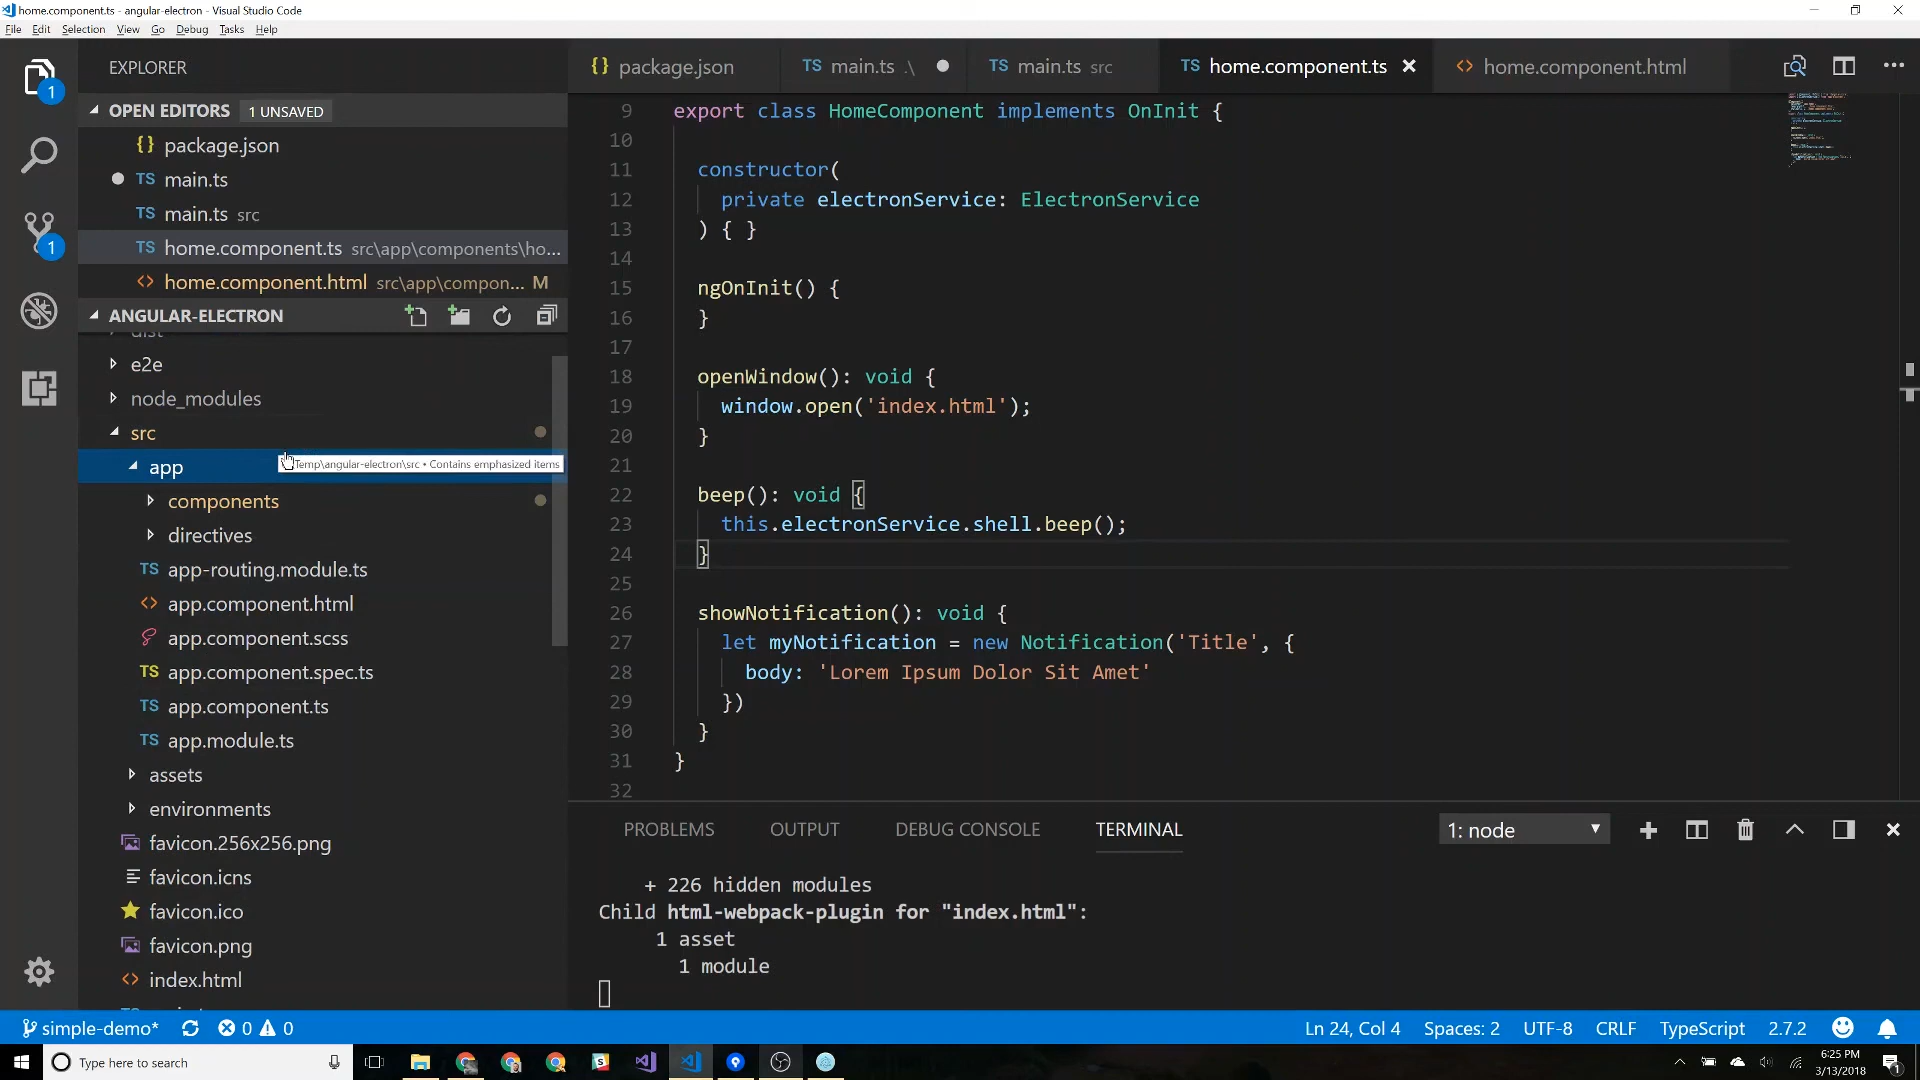 home.component.ts - angular-electron - Visual Studio Code
File Edit Selection View Go Debug Tasks Help
EXPLORER
OPEN EDITORS 1 UNSAVED
{} package.json
TS main.ts
TS main.ts src
TS home.component.ts src\app\components\ho...
<> home.component.html src\app\compon... M
ANGULAR-ELECTRON
dist
e2e
node_modules
src
app
Temp\angular-electron\src • Contains emphasized items
components
directives
TS app-routing.module.ts
<> app.component.html
app.component.scss
TS app.component.spec.ts
TS app.component.ts
TS app.module.ts
assets
environments
favicon.256x256.png
favicon.icns
favicon.ico
favicon.png
<> index.html
1
1
{} package.json TS main.ts .\ TS main.ts src TS home.component.ts <> home.component.html
9 export class HomeComponent implements OnInit {
10
11 constructor(
12 private electronService: ElectronService
13 ) { }
14
15 ngOnInit() {
16 }
17
18 openWindow(): void {
19 window.open('index.html');
20 }
21
22 beep(): void {
23 this.electronService.shell.beep();
24 }
25
26 showNotification(): void {
27 let myNotification = new Notification('Title', {
28 body: 'Lorem Ipsum Dolor Sit Amet'
29 })
30 }
31 }
32
PROBLEMS OUTPUT DEBUG CONSOLE TERMINAL 1: node
+ 226 hidden modules
Child html-webpack-plugin for "index.html":
1 asset
1 module
simple-demo* 0 0 Ln 24, Col 4 Spaces: 2 UTF-8 CRLF TypeScript 2.7.2
Type here to search
6:25 PM
3/13/2018
1